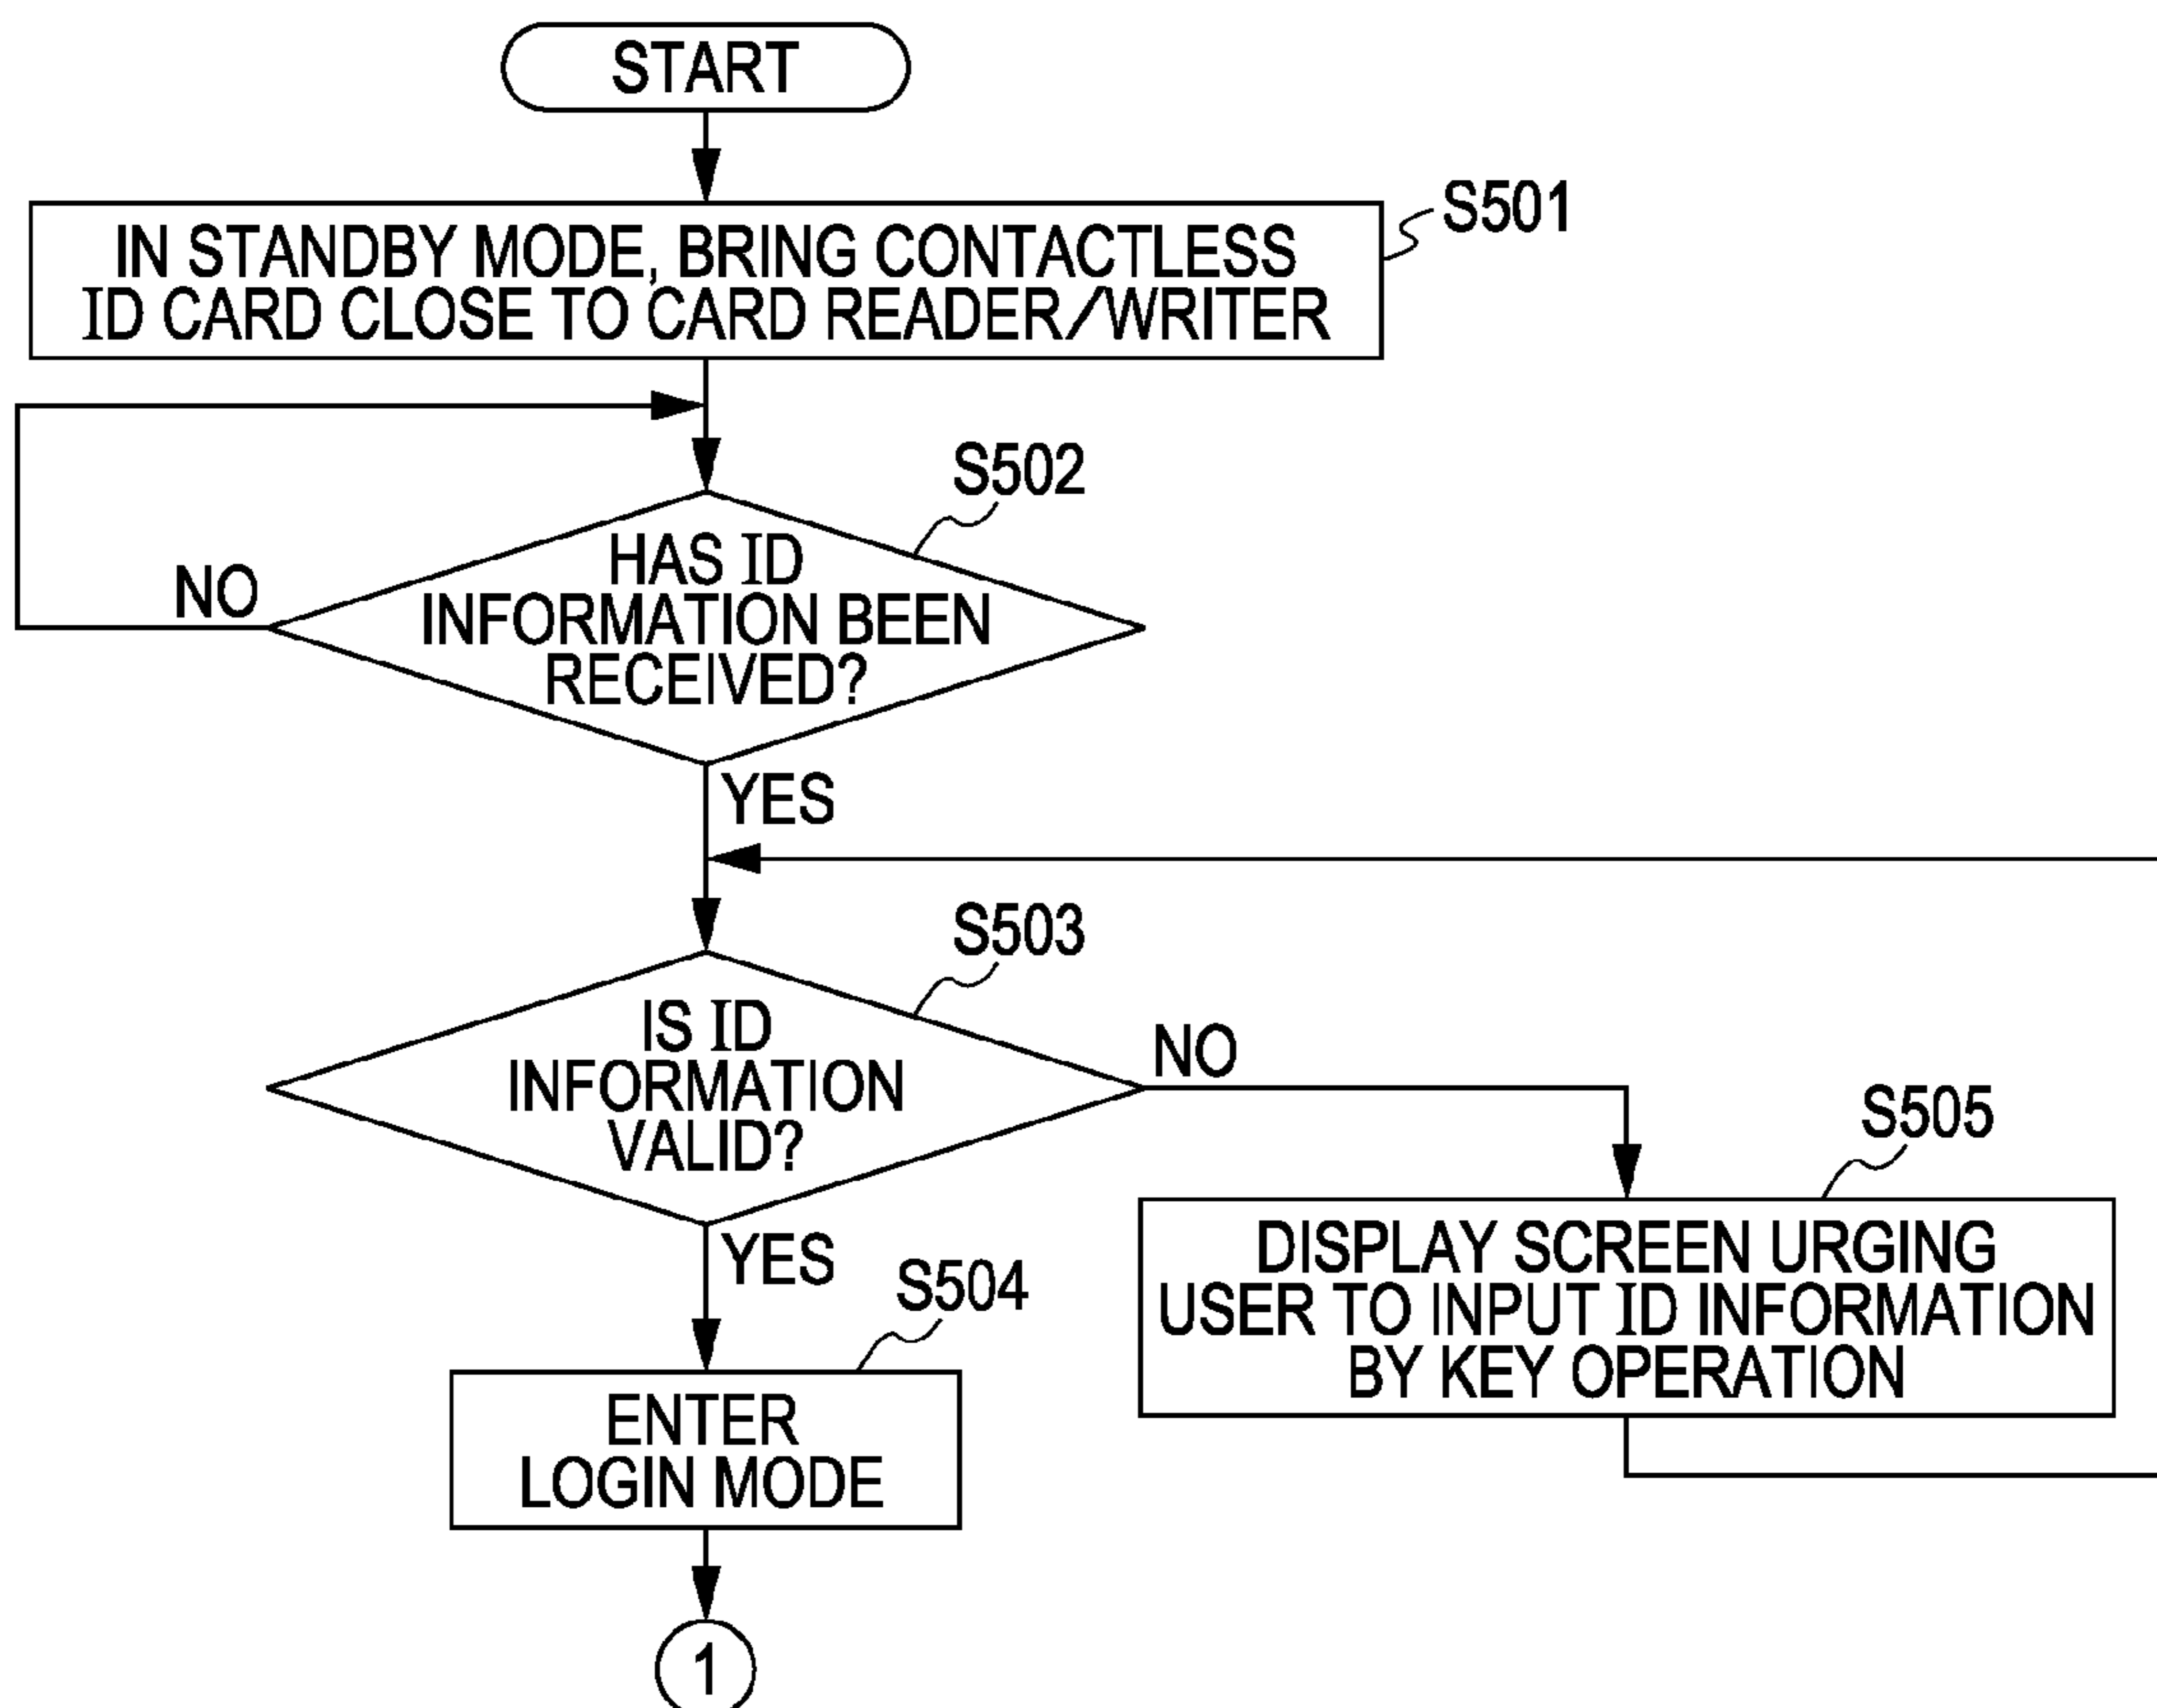 START
S501
IN STANDBY MODE, BRING CONTACTLESS
ID CARD CLOSE TO CARD READER/WRITER
S502
HAS ID
INFORMATION BEEN
RECEIVED?
NO
YES
S503
IS ID
INFORMATION
VALID?
NO
YES
S505
DISPLAY SCREEN URGING
USER TO INPUT ID INFORMATION
BY KEY OPERATION
S504
ENTER
LOGIN MODE
1